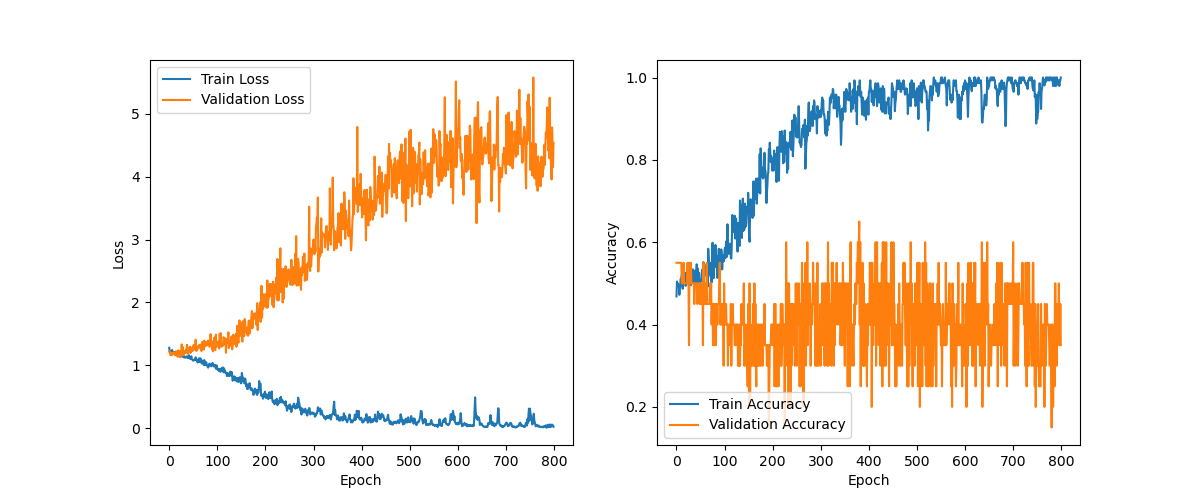 Train Loss
Validation Loss
5
4
3
2
1
0
Loss
0 100 200 300 400 500 600 700 800
Epoch
1.0
0.8
0.6
0.4
0.2
Accuracy
Train Accuracy
Validation Accuracy
0 100 200 300 400 500 600 700 800
Epoch